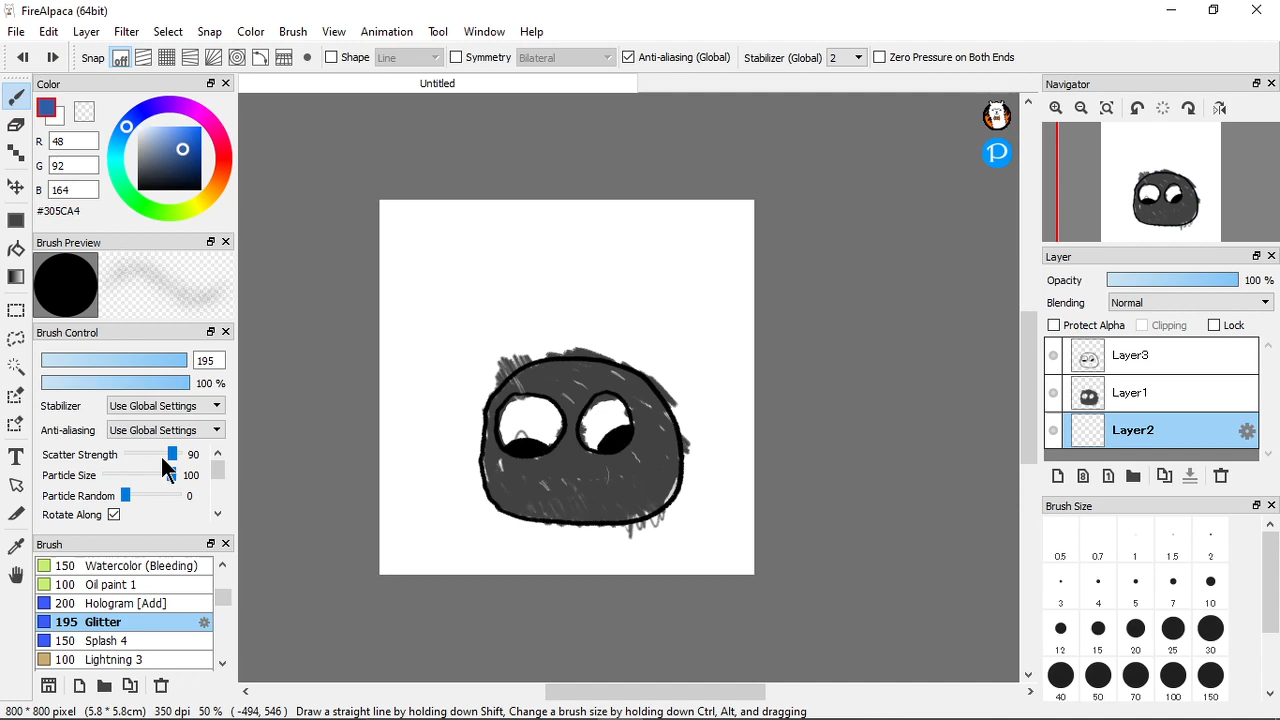 FireAlpaca (64bit)
File Edit Layer Filter Select Snap Color Brush View Animation Tool Window Help
Snap off Shape Line Symmetry Bilateral Anti-aliasing (Global) Stabilizer (Global) 2 Zero Pressure on Both Ends
Color
Untitled
Navigator
R 48
G 92
B 164
#305CA4
P
Brush Preview
Layer
Opacity 100 %
Blending Normal
Protect Alpha Clipping Lock
Layer3
Layer1
Layer2
Brush Control
195
100 %
Stabilizer Use Global Settings
Anti-aliasing Use Global Settings
Scatter Strength 90
Particle Size 100
Particle Random 0
Rotate Along
8 1
T
Brush
150 Watercolor (Bleeding)
100 Oil paint 1
200 Hologram [Add]
195 Glitter
150 Splash 4
100 Lightning 3
Brush Size
0.5 0.7 1 1.5 2
3 4 5 7 10
12 15 20 25 30
40 50 70 100 150
800 * 800 pixel (5.8 * 5.8cm) 350 dpi 50 % ( -494, 546 ) Draw a straight line by holding down Shift, Change a brush size by holding down Ctrl, Alt, and dragging